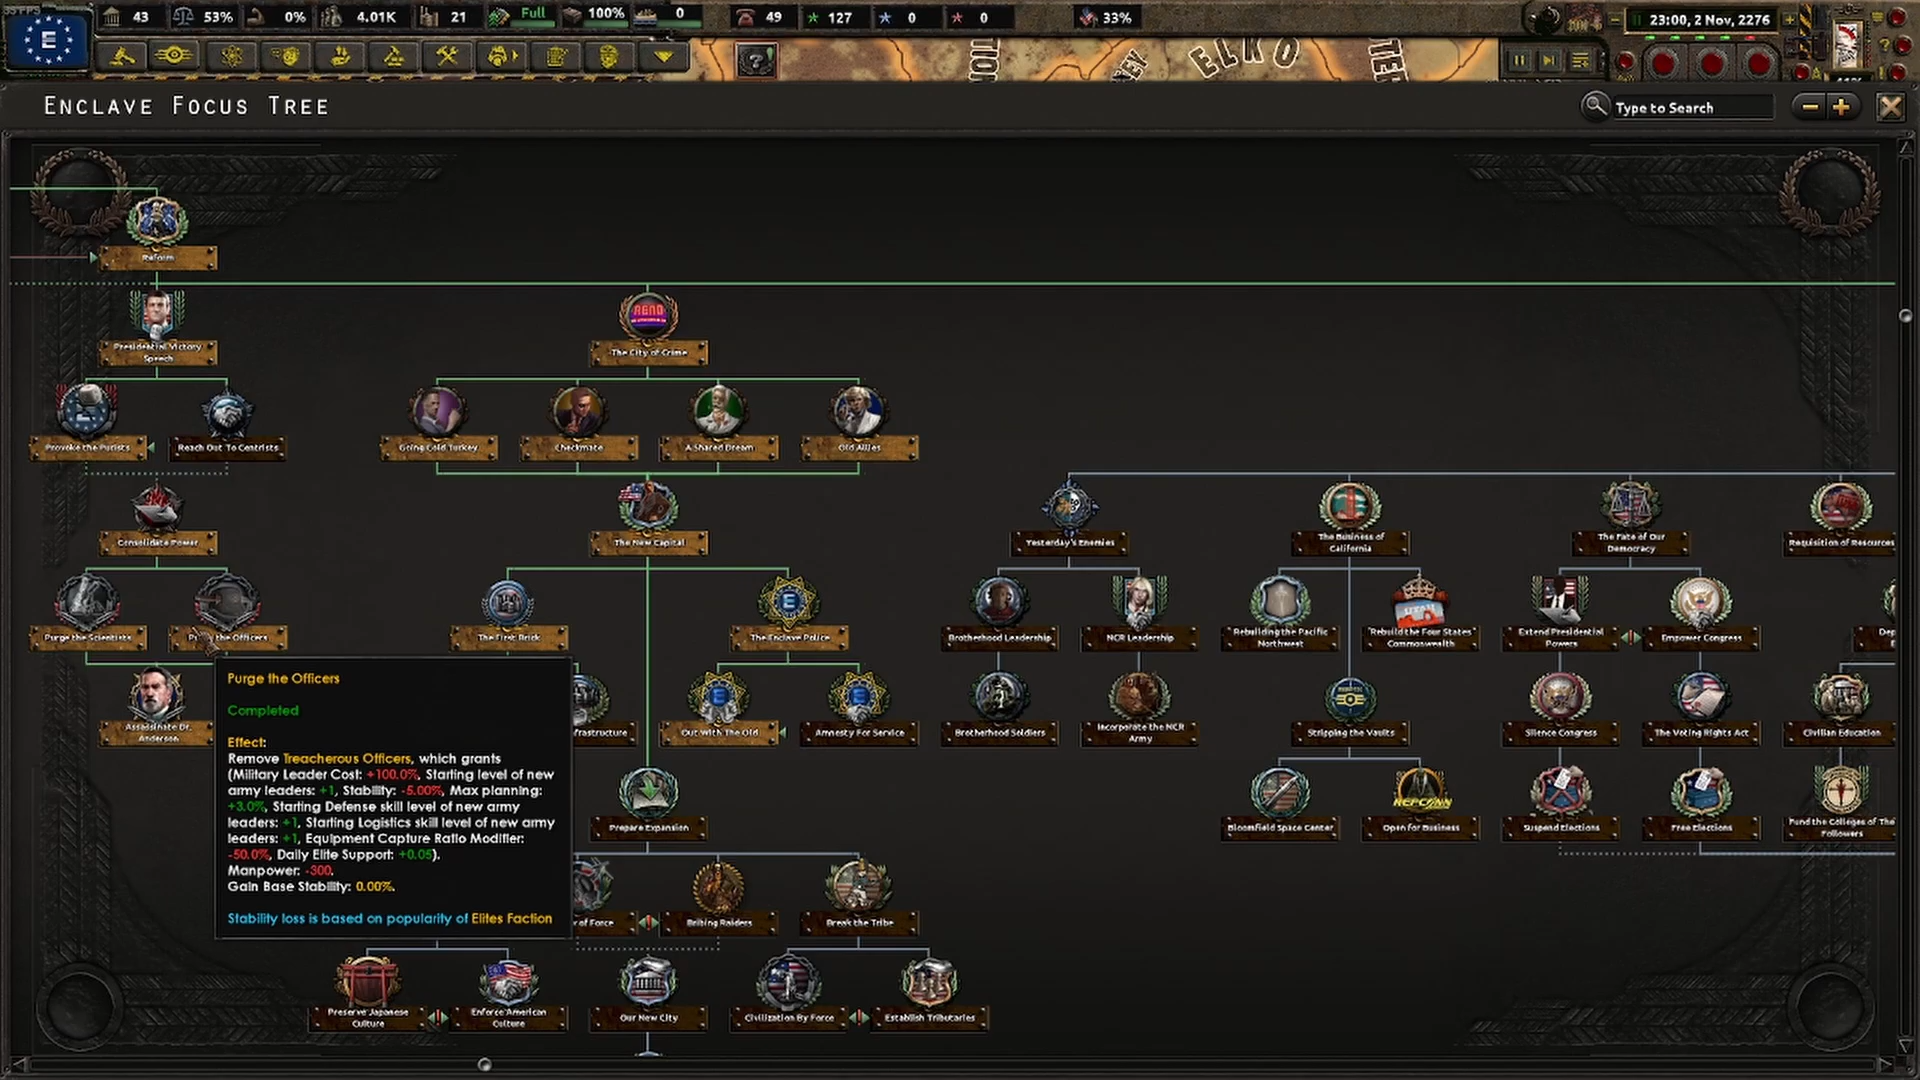 35 FPS
43
53%
0%
4.01K
21
Full
100%
0
49
127
0
0
33%
23:00, 2 Nov, 2276
ELKO
ENCLAVE FOCUS TREE
Type to Search
Reform
Presidential Victory
Speech
RENO
The City of Crime
Provoke the Purists
Reach Out To Centrists
Going Cold Turkey
Checkmate
A Shared Dream
Old Allies
Consolidate Power
The New Capital
Yesterday's Enemies
The Business of
California
The Fate of Our
Democracy
Requisition of Resources
Purge the Scientists
the Officers
The First Brick
The Enclave Police
Brotherhood Leadership
NCR Leadership
Rebuilding the Pacific
Northwest
Rebuild the Four States
Commonwealth
Extend Presidential
Powers
Empower Congress
Assassinate Dr.
Anderson
frastructure
Out With The Old
Amnesty For Service
Brotherhood Soldiers
Incorporate the NCR
Army
Stripping the Vaults
Silence Congress
The Voting Rights Act
Civilian Education
Prepare Expansion
Bloomfield Space Center
REPCONN
Open for Business
Suspend Elections
Free Elections
Fund the Colleges of The
Followers
Purge the Officers
Completed
Effect:
Remove Treacherous Officers, which grants
(Military Leader Cost: +100.0%, Starting level of new
army leaders: +1, Stability: -5.00%, Max planning:
+3.0%, Starting Defense skill level of new army
leaders: +1, Starting Logistics skill level of new army
leaders: +1, Equipment Capture Ratio Modifier:
-50.0%, Daily Elite Support: +0.05).
Manpower: -300.
Gain Base Stability: 0.00%.
Stability loss is based on popularity of Elites Faction
of Force
Bribing Raiders
Break the Tribe
Preserve Japanese
Culture
Enforce American
Culture
Our New City
Civilization By Force
Establish Tributaries